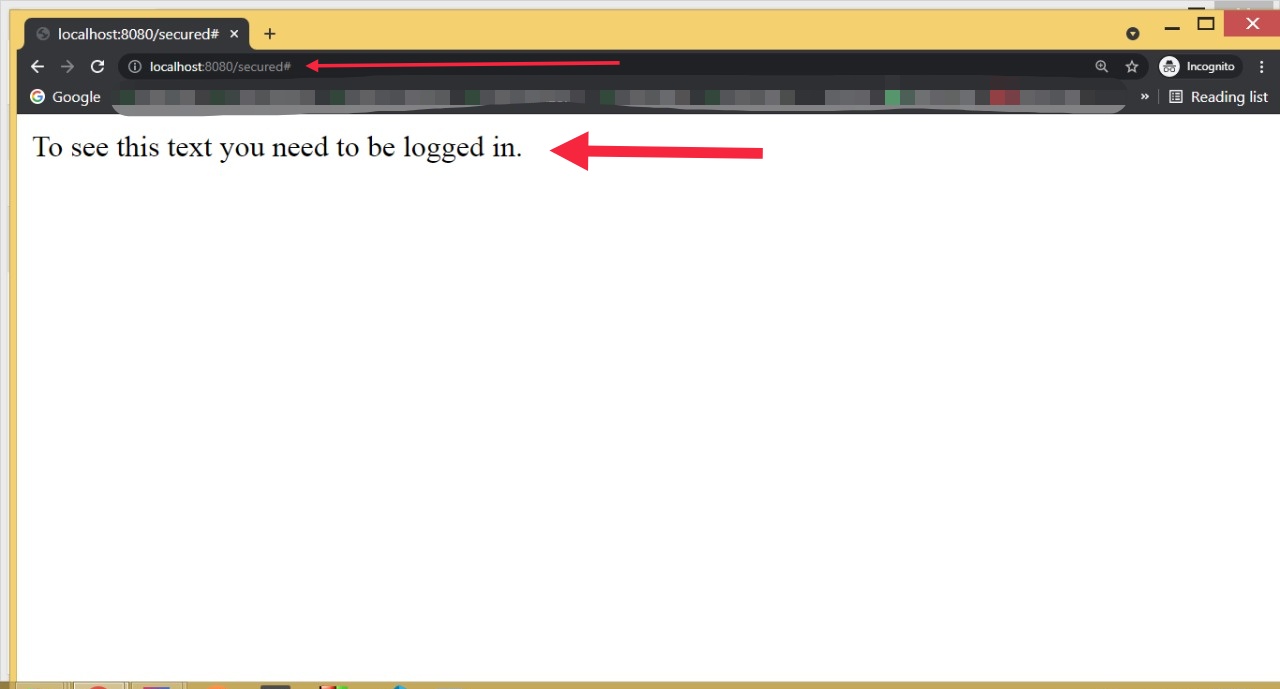 localhost:8080/secured#
localhost:8080/secured#
Incognito
Google
» Reading list
To see this text you need to be logged in.